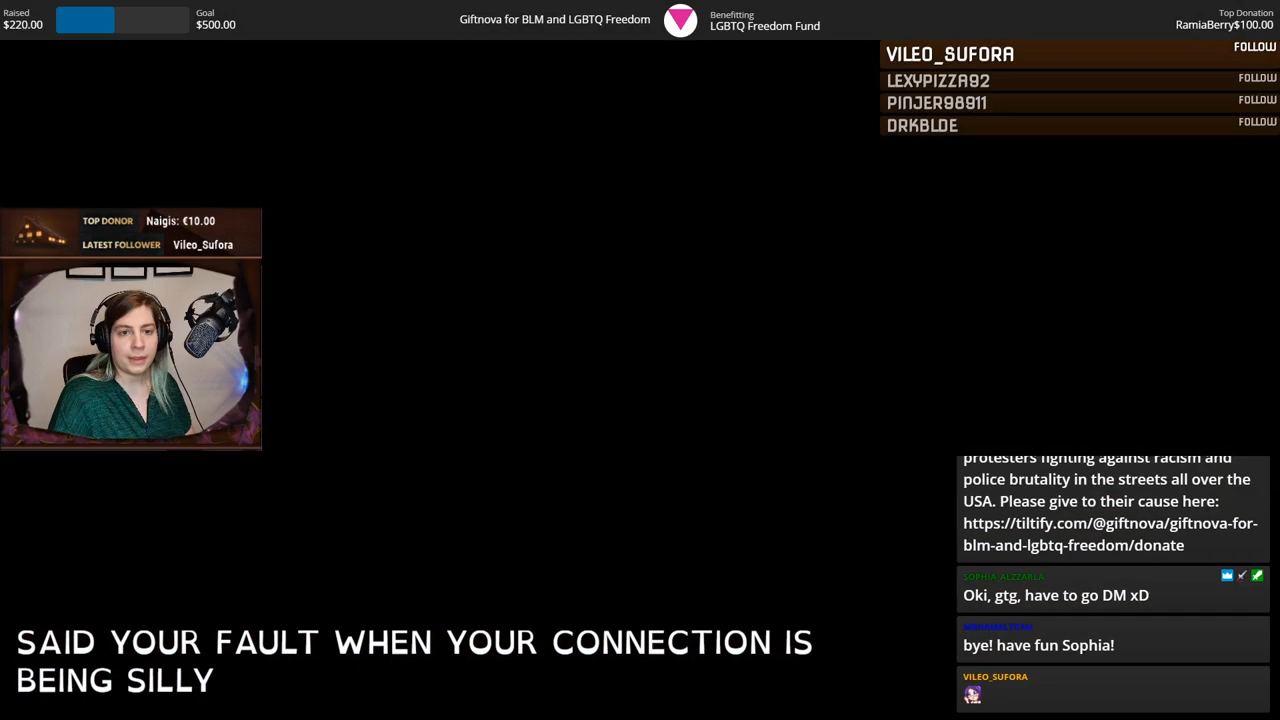 Raised
$220.00
Goal
$500.00
Giftnova for BLM and LGBTQ Freedom
Benefitting
LGBTQ Freedom Fund
Top Donation
RamiaBerry$100.00
VILEO_SUFORA FOLLOW
LEXYPIZZA92 FOLLOW
PINJER98911 FOLLOW
DRKBLDE FOLLOW
TOP DONOR Naigis: €10.00
LATEST FOLLOWER Vileo_Sufora
protesters fighting against racism and
police brutality in the streets all over the
USA. Please give to their cause here:
https://tiltify.com/@giftnova/giftnova-for-
blm-and-lgbtq-freedom/donate
SOPHIA_ALZZARLA
Oki, gtg, have to go DM xD
bye! have fun Sophia!
VILEO_SUFORA
SAID YOUR FAULT WHEN YOUR CONNECTION IS
BEING SILLY